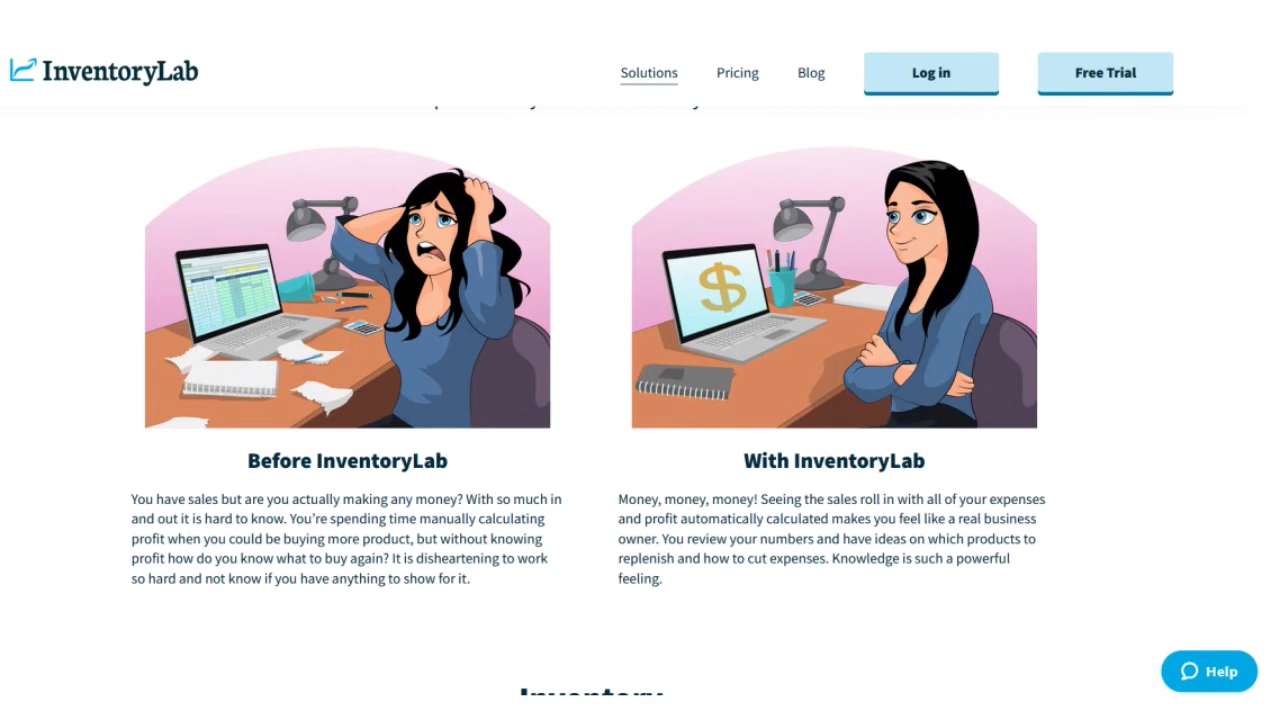 InventoryLab
Solutions
Pricing
Blog
Log in
Free Trial
$
Before InventoryLab
You have sales but are you actually making any money? With so much in
and out it is hard to know. You’re spending time manually calculating
profit when you could be buying more product, but without knowing
profit how do you know what to buy again? It is disheartening to work
so hard and not know if you have anything to show for it.
With InventoryLab
Money, money, money! Seeing the sales roll in with all of your expenses
and profit automatically calculated makes you feel like a real business
owner. You review your numbers and have ideas on which products to
replenish and how to cut expenses. Knowledge is such a powerful
feeling.
Help
Inventory